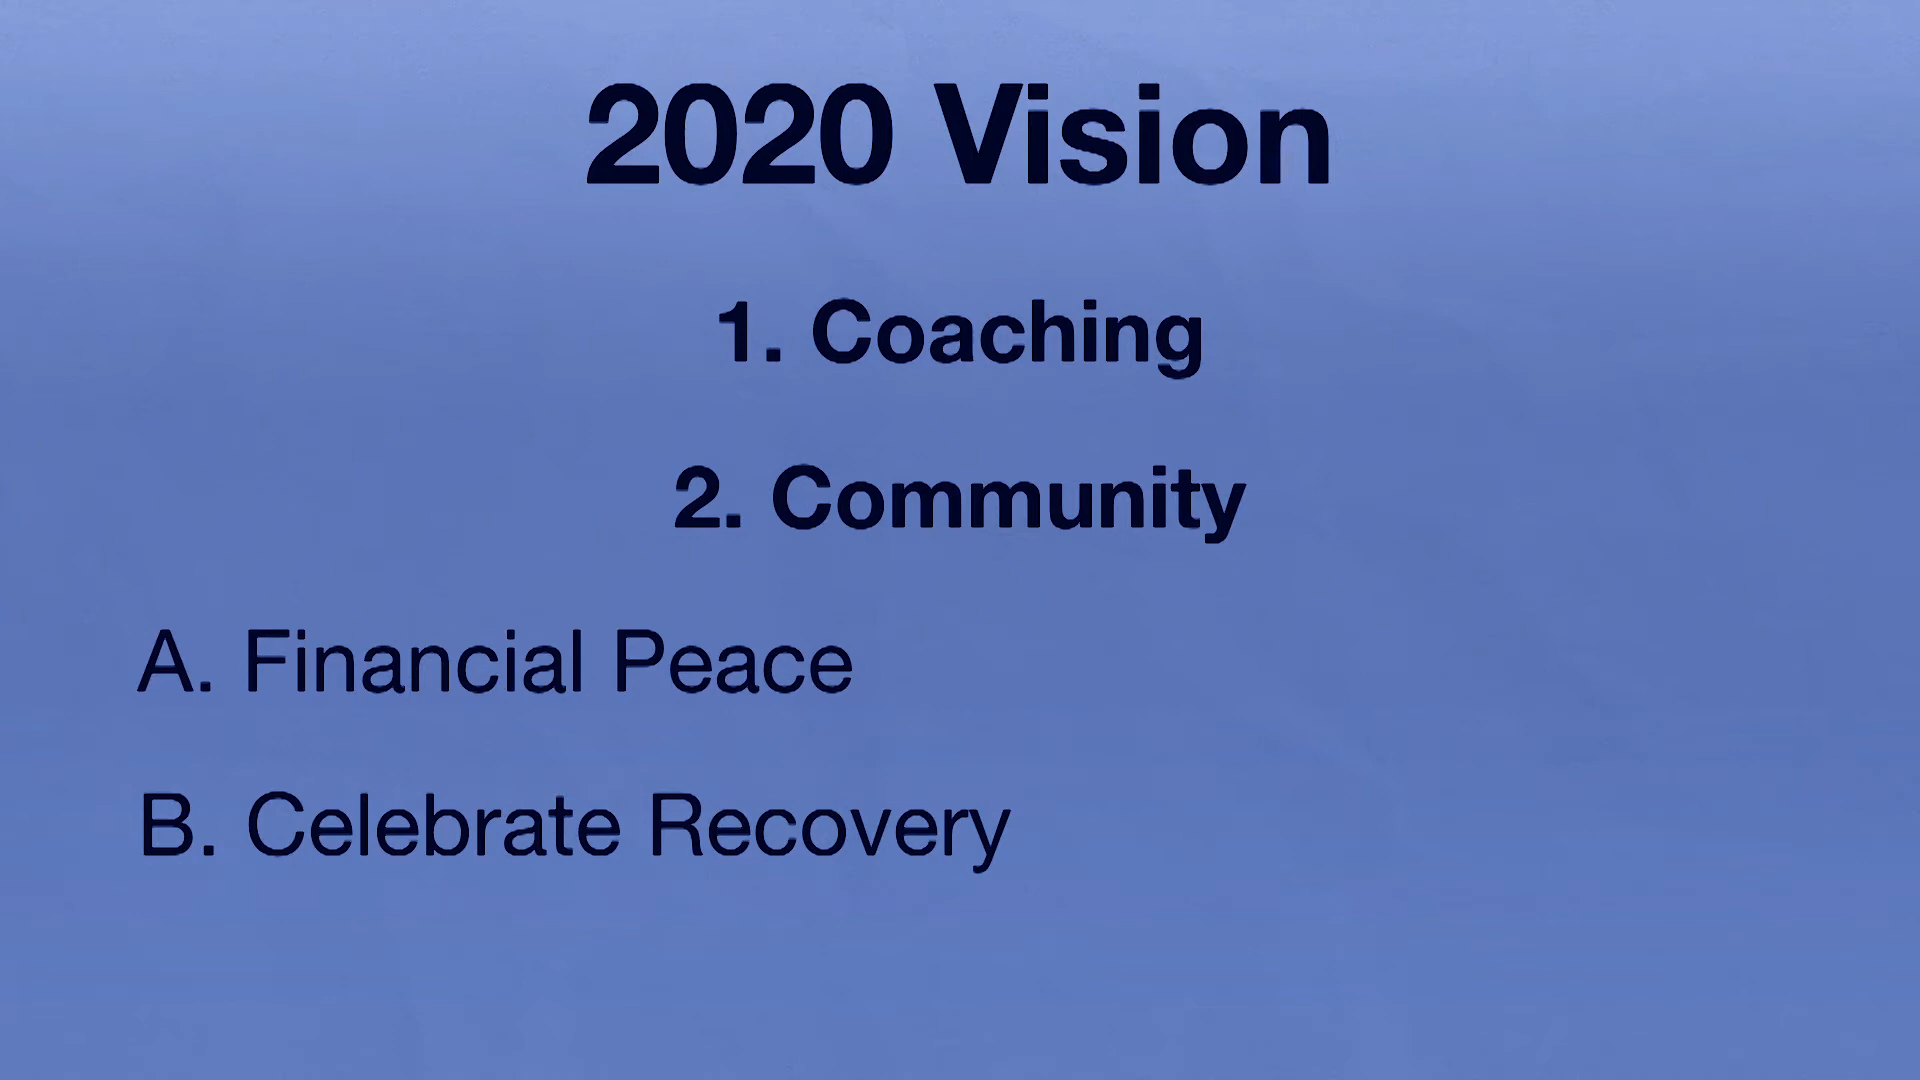 2020 Vision
1. Coaching
2. Community
A. Financial Peace
B. Celebrate Recovery